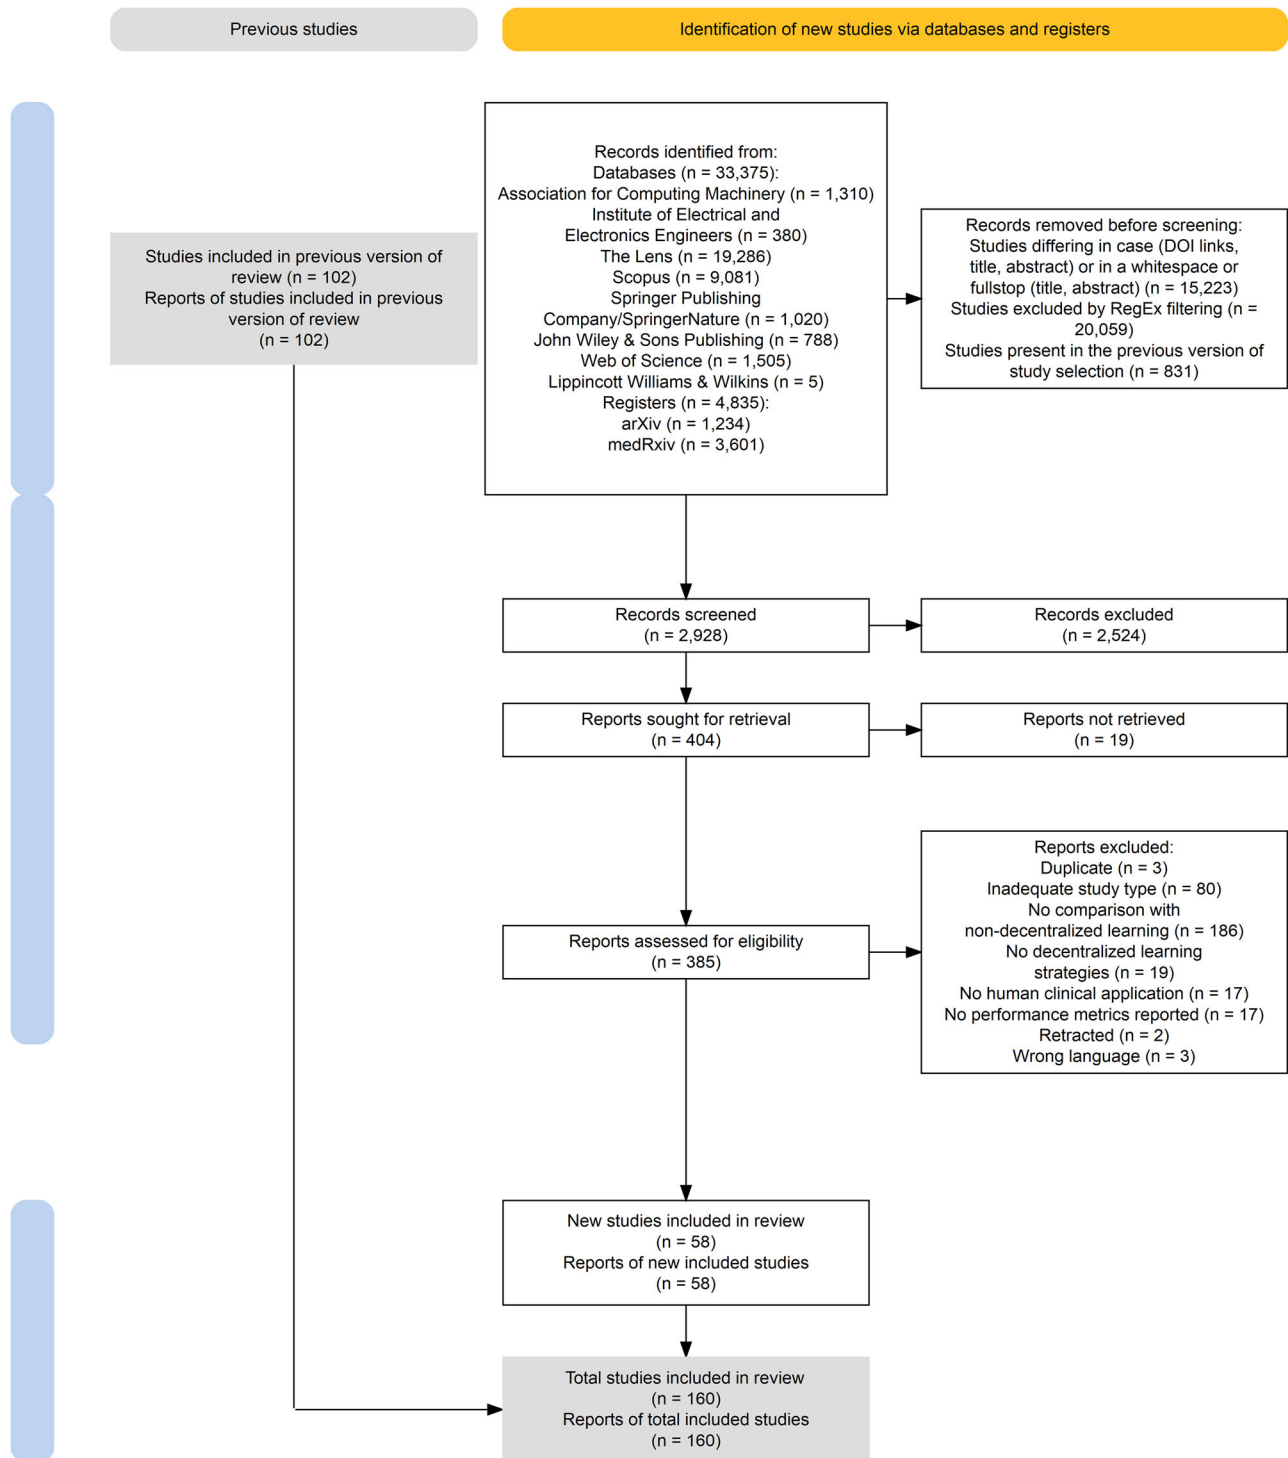 Previous studies
Identification of new studies via databases and registers
Studies included in previous version of
review (n = 102)
Reports of studies included in previous
version of review
(n = 102)
Records identified from:
Databases (n = 33,375):
Association for Computing Machinery (n = 1,310)
Institute of Electrical and
Electronics Engineers (n = 380)
The Lens (n = 19,286)
Scopus (n = 9,081)
Springer Publishing
Company/SpringerNature (n = 1,020)
John Wiley & Sons Publishing (n = 788)
Web of Science (n = 1,505)
Lippincott Williams & Wilkins (n = 5)
Registers (n = 4,835):
arXiv (n = 1,234)
medRxiv (n = 3,601)
Records removed before screening:
Studies differing in case (DOI links,
title, abstract) or in a whitespace or
fullstop (title, abstract) (n = 15,223)
Studies excluded by RegEx filtering (n =
20,059)
Studies present in the previous version of
study selection (n = 831)
Records screened
(n = 2,928)
Records excluded
(n = 2,524)
Reports sought for retrieval
(n = 404)
Reports not retrieved
(n = 19)
Reports assessed for eligibility
(n = 385)
Reports excluded:
Duplicate (n = 3)
Inadequate study type (n = 80)
No comparison with
non-decentralized learning (n = 186)
No decentralized learning
strategies (n = 19)
No human clinical application (n = 17)
No performance metrics reported (n = 17)
Retracted (n = 2)
Wrong language (n = 3)
New studies included in review
(n = 58)
Reports of new included studies
(n = 58)
Total studies included in review
(n = 160)
Reports of total included studies
(n = 160)